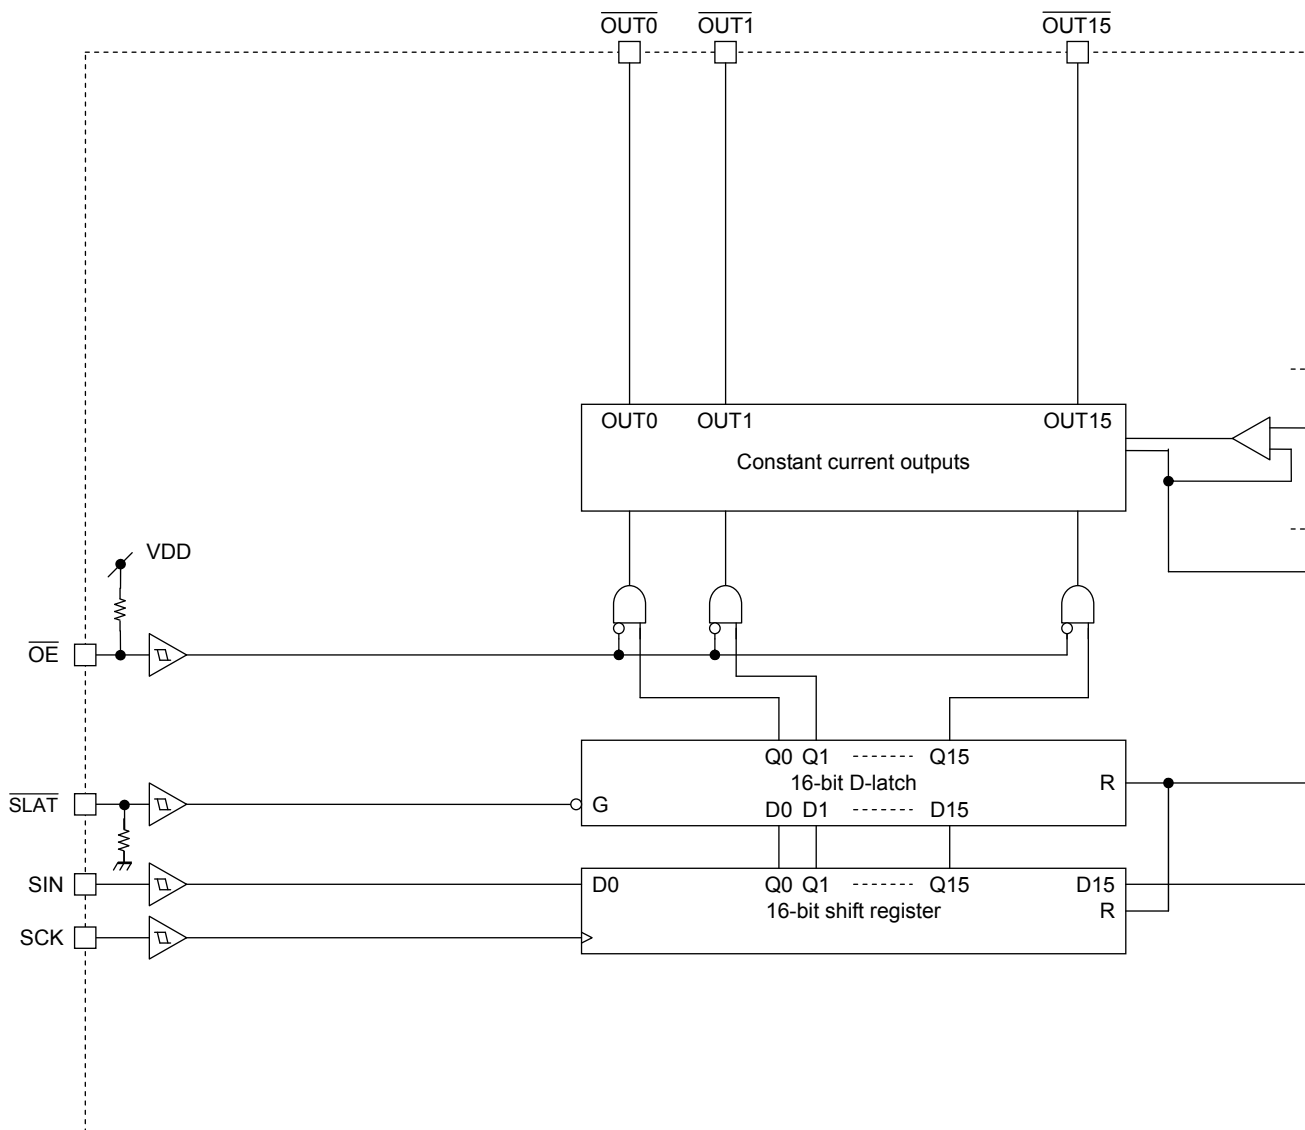 OUT0 OUT1 OUT15
OUT0 OUT1 OUT15
Constant current outputs
VDD
OE
Q0 Q1 -------- Q15
16-bit D-latch
R
SLAT
G
D0 D1 -------- D15
SIN
D0
Q0 Q1 -------- Q15
D15
16-bit shift register
R
SCK